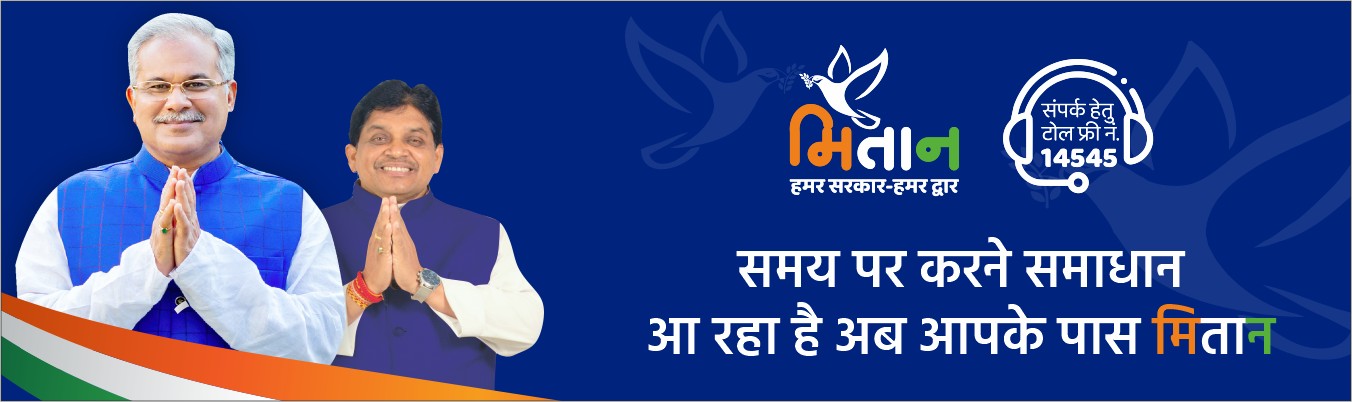 मितान
हमर सरकार-हमर द्वार
संपर्क हेतु
टोल फ्री नं.
14545
समय पर करने समाधान
आ रहा है अब आपके पास मितान